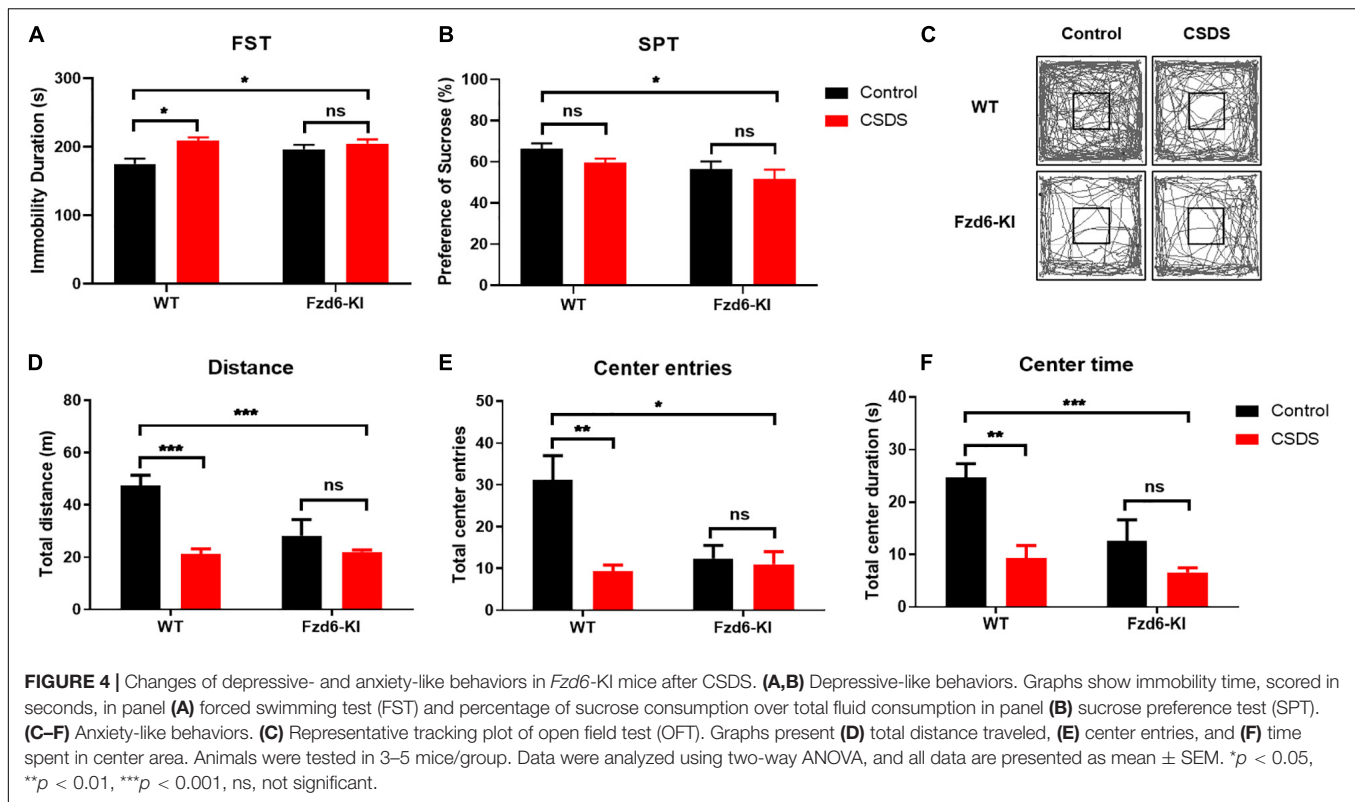 A
FST
Immobility Duration (s)
300
200
100
0
*
*
ns
WT
Fzd6-KI
B
SPT
Preference of Sucrose (%)
100
80
60
40
20
0
*
ns
ns
WT
Fzd6-KI
Control
CSDS
C
Control
CSDS
WT
Fzd6-KI
D
Distance
Total distance (m)
80
60
40
20
0
***
***
ns
WT
Fzd6-KI
E
Center entries
Total center entries
50
40
30
20
10
0
*
**
ns
WT
Fzd6-KI
F
Center time
Total center duration (s)
40
30
20
10
0
***
**
ns
WT
Fzd6-KI
Control
CSDS
FIGURE 4 | Changes of depressive- and anxiety-like behaviors in Fzd6-KI mice after CSDS. (A,B) Depressive-like behaviors. Graphs show immobility time, scored in
seconds, in panel (A) forced swimming test (FST) and percentage of sucrose consumption over total fluid consumption in panel (B) sucrose preference test (SPT).
(C–F) Anxiety-like behaviors. (C) Representative tracking plot of open field test (OFT). Graphs present (D) total distance traveled, (E) center entries, and (F) time
spent in center area. Animals were tested in 3–5 mice/group. Data were analyzed using two-way ANOVA, and all data are presented as mean ± SEM. *p < 0.05,
**p < 0.01, ***p < 0.001, ns, not significant.